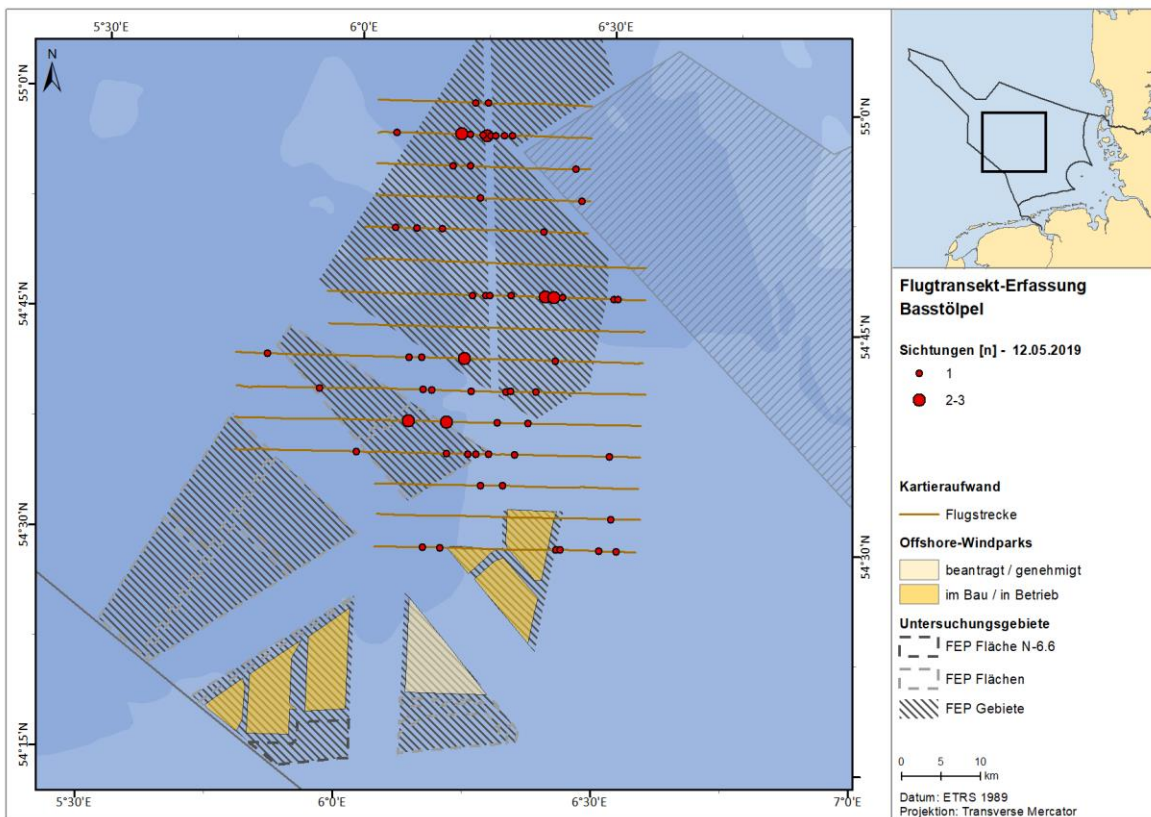 5°30'E
6°0'E
6°30'E
N
55°0'N
54°45'N
54°30'N
54°15'N
55°0'N
54°45'N
54°30'N
5°30'E
6°0'E
6°30'E
7°0'E
Flugtransekt-Erfassung
Basstölpel
Sichtungen [n] - 12.05.2019
1
2-3
Kartieraufwand
Flugstrecke
Offshore-Windparks
beantragt / genehmigt
im Bau / in Betrieb
Untersuchungsgebiete
FEP Fläche N-6.6
FEP Flächen
FEP Gebiete
0 5 10
km
Datum: ETRS 1989
Projektion: Transverse Mercator